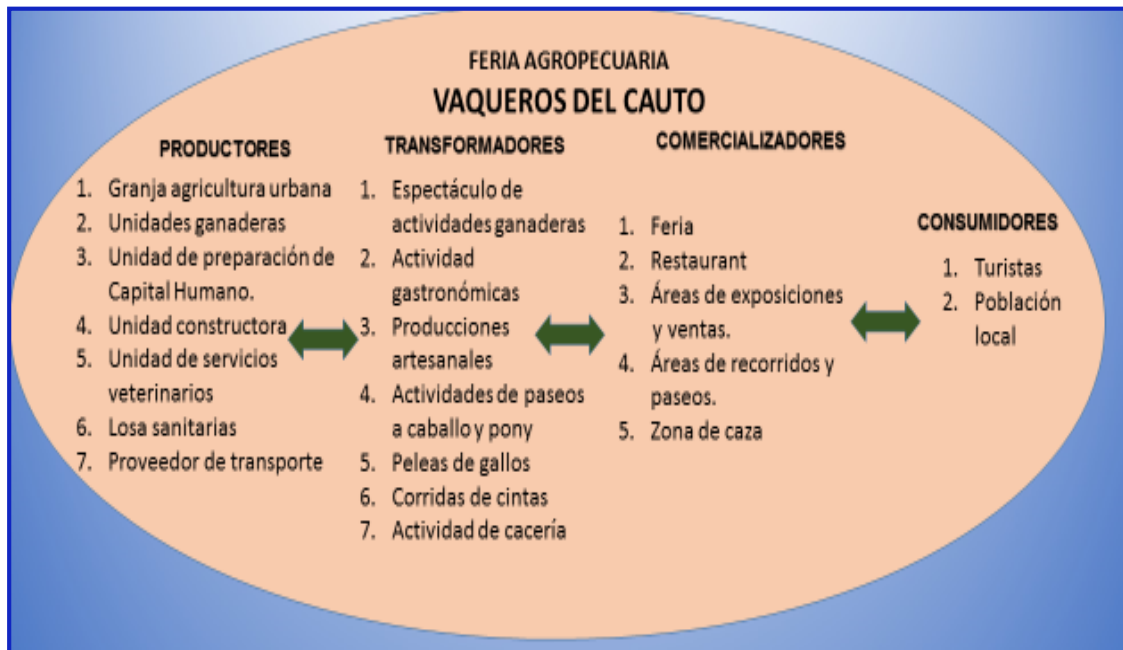 FERIA AGROPECUARIA
VAQUEROS DEL CAUTO
PRODUCTORES
1. Granja agricultura urbana
2. Unidades ganaderas
3. Unidad de preparación de
Capital Humano.
4. Unidad constructora
5. Unidad de servicios
veterinarios
6. Losa sanitarias
7. Proveedor de transporte
TRANSFORMADORES
1. Espectáculo de
actividades ganaderas
2. Actividad
gastronómicas
3. Producciones
artesanales
4. Actividades de paseos
a caballo y pony
5. Peleas de gallos
6. Corridas de cintas
7. Actividad de cacería
COMERCIALIZADORES
1. Feria
2. Restaurant
3. Áreas de exposiciones
y ventas.
4. Áreas de recorridos y
paseos.
5. Zona de caza
CONSUMIDORES
1. Turistas
2. Población
local